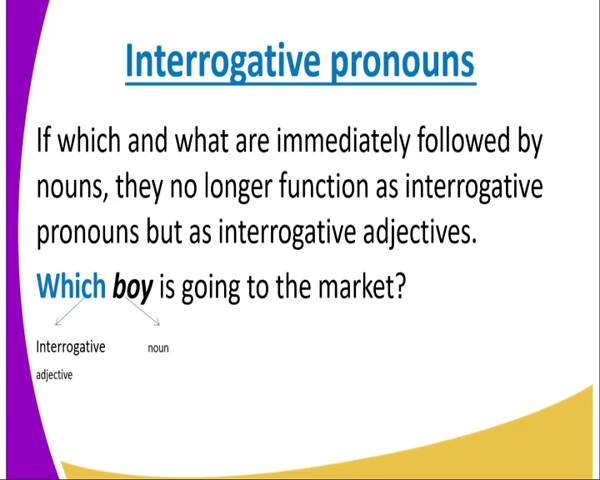 Interrogative pronouns
If which and what are immediately followed by
nouns, they no longer function as interrogative
pronouns but as interrogative adjectives.
Which boy is going to the market?
Interrogative noun
adjective